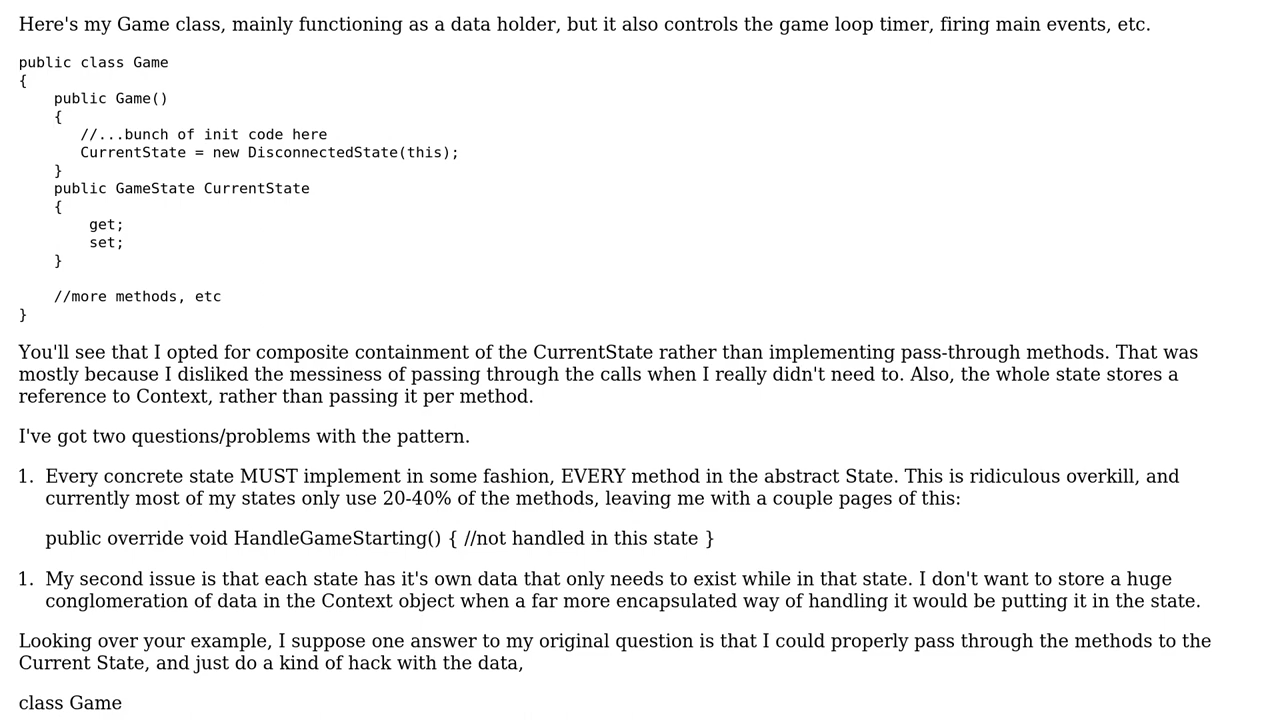 Here's my Game class, mainly functioning as a data holder, but it also controls the game loop timer, firing main events, etc.
public class Game
{
    public Game()
    {
       //...bunch of init code here
       CurrentState = new DisconnectedState(this);
    }
    public GameState CurrentState
    {
        get;
        set;
    }

    //more methods, etc
}
You'll see that I opted for composite containment of the CurrentState rather than implementing pass-through methods. That was
mostly because I disliked the messiness of passing through the calls when I really didn't need to. Also, the whole state stores a
reference to Context, rather than passing it per method.
I've got two questions/problems with the pattern.
1. Every concrete state MUST implement in some fashion, EVERY method in the abstract State. This is ridiculous overkill, and
currently most of my states only use 20-40% of the methods, leaving me with a couple pages of this:
public override void HandleGameStarting() { //not handled in this state }
1. My second issue is that each state has it's own data that only needs to exist while in that state. I don't want to store a huge
conglomeration of data in the Context object when a far more encapsulated way of handling it would be putting it in the state.
Looking over your example, I suppose one answer to my original question is that I could properly pass through the methods to the
Current State, and just do a kind of hack with the data,
class Game